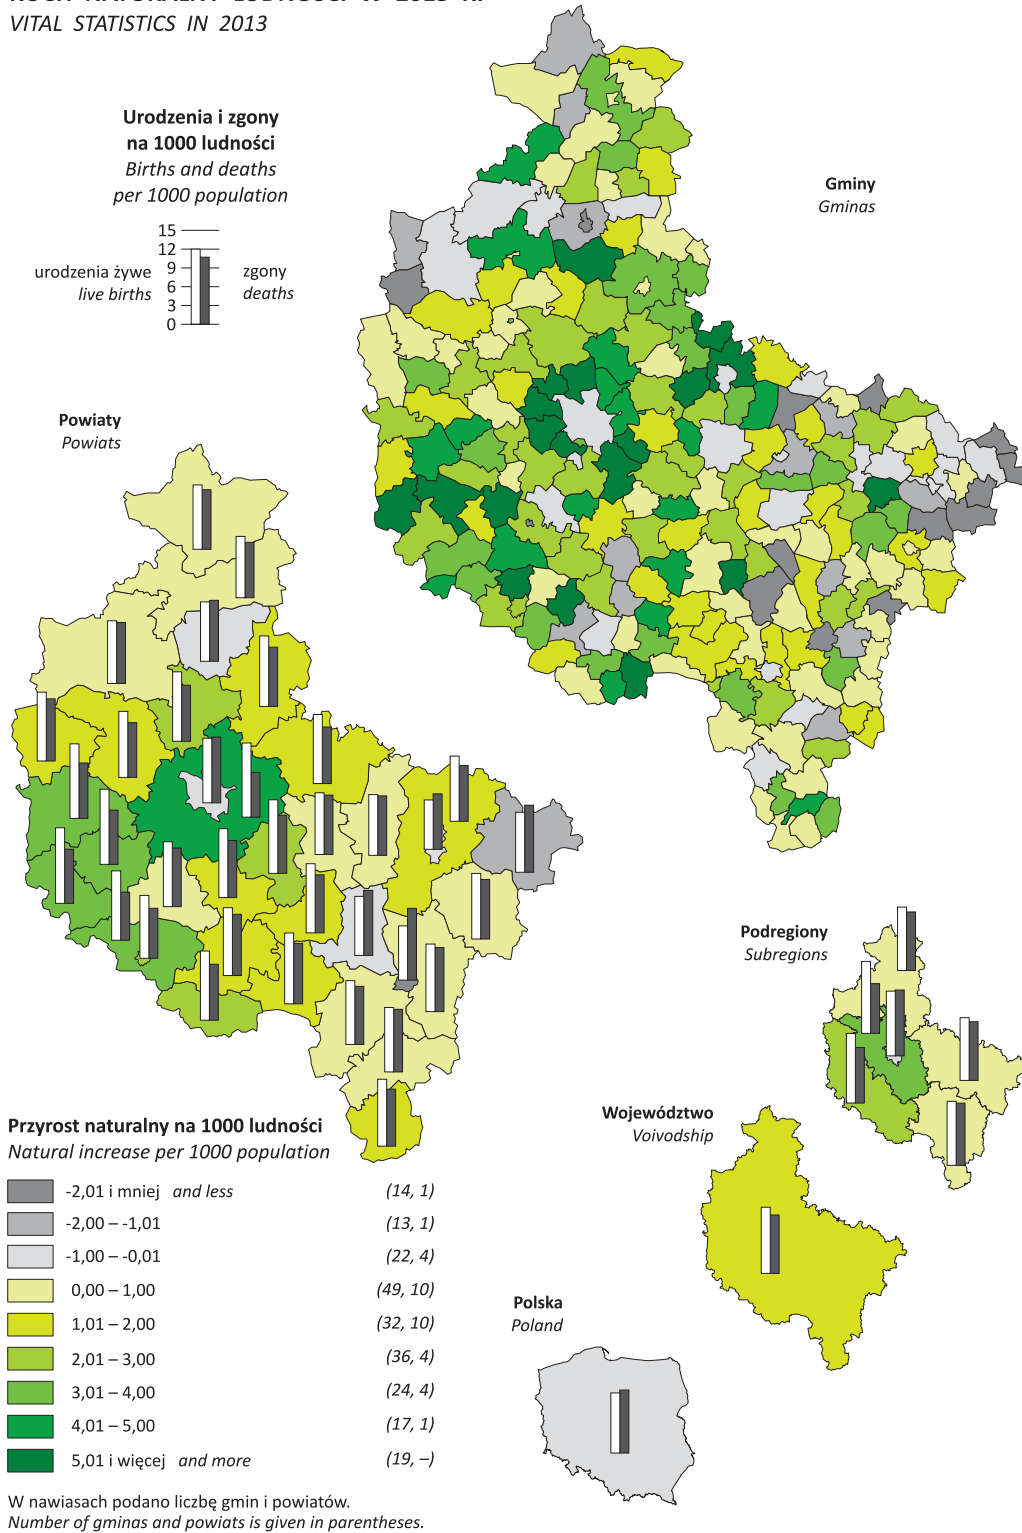 RUCH NATURALNY LUDNOŚCI W 2013 R.
VITAL STATISTICS IN 2013
Urodzenia i zgony
na 1000 ludności
Births and deaths
per 1000 population
15
12
9
6
3
0
urodzenia żywe
live births
zgony
deaths
Gminy
Gminas
Powiaty
Powiats
Podregiony
Subregions
Województwo
Voivodship
Polska
Poland
Przyrost naturalny na 1000 ludności
Natural increase per 1000 population
-2,01 i mniej and less (14, 1)
-2,00 – -1,01 (13, 1)
-1,00 – -0,01 (22, 4)
0,00 – 1,00 (49, 10)
1,01 – 2,00 (32, 10)
2,01 – 3,00 (36, 4)
3,01 – 4,00 (24, 4)
4,01 – 5,00 (17, 1)
5,01 i więcej and more (19, –)
W nawiasach podano liczbę gmin i powiatów.
Number of gminas and powiats is given in parentheses.